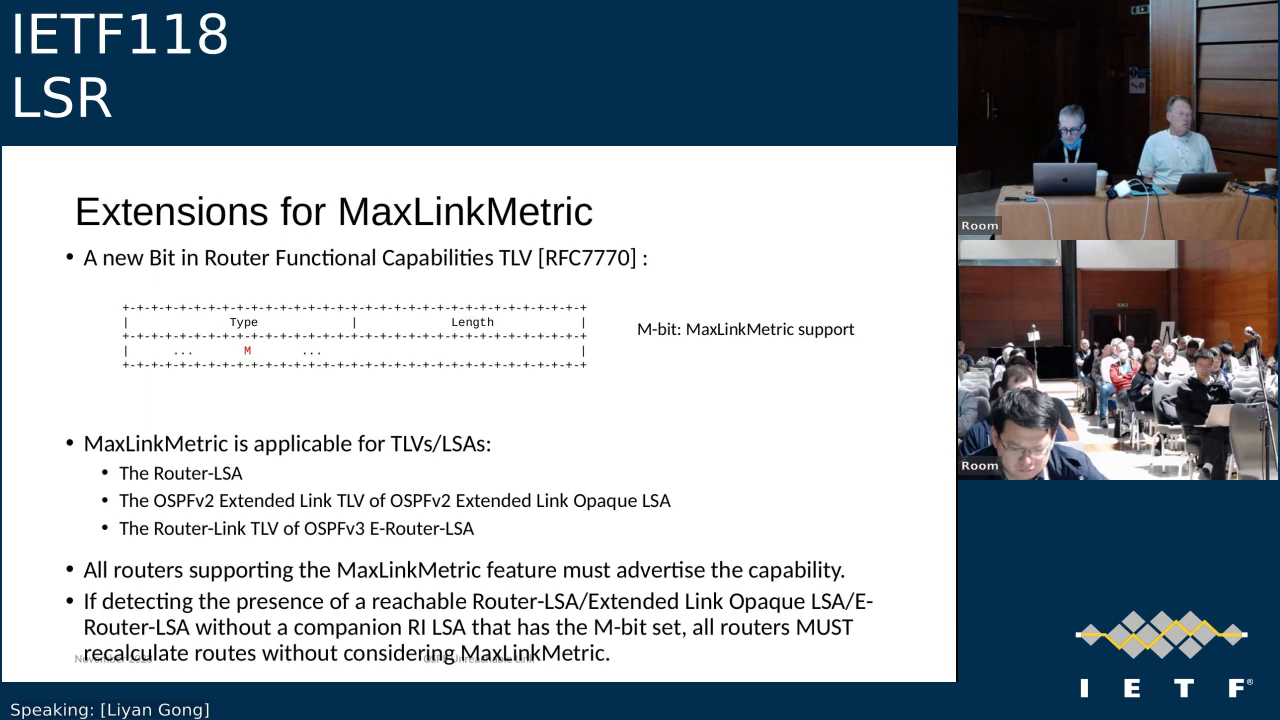 IETF118
LSR
Extensions for MaxLinkMetric
• A new Bit in Router Functional Capabilities TLV [RFC7770] :
+-+-+-+-+-+-+-+-+-+-+-+-+-+-+-+-+-+-+-+-+-+-+-+-+-+-+-+-+-+-+-+-+
| Type | Length |
+-+-+-+-+-+-+-+-+-+-+-+-+-+-+-+-+-+-+-+-+-+-+-+-+-+-+-+-+-+-+-+-+
| ... M ... |
+-+-+-+-+-+-+-+-+-+-+-+-+-+-+-+-+-+-+-+-+-+-+-+-+-+-+-+-+-+-+-+-+
M-bit: MaxLinkMetric support
• MaxLinkMetric is applicable for TLVs/LSAs:
• The Router-LSA
• The OSPFv2 Extended Link TLV of OSPFv2 Extended Link Opaque LSA
• The Router-Link TLV of OSPFv3 E-Router-LSA
• All routers supporting the MaxLinkMetric feature must advertise the capability.
• If detecting the presence of a reachable Router-LSA/Extended Link Opaque LSA/E-
Router-LSA without a companion RI LSA that has the M-bit set, all routers MUST
recalculate routes without considering MaxLinkMetric.
Speaking: [Liyan Gong]
Room
Room
I E T F®